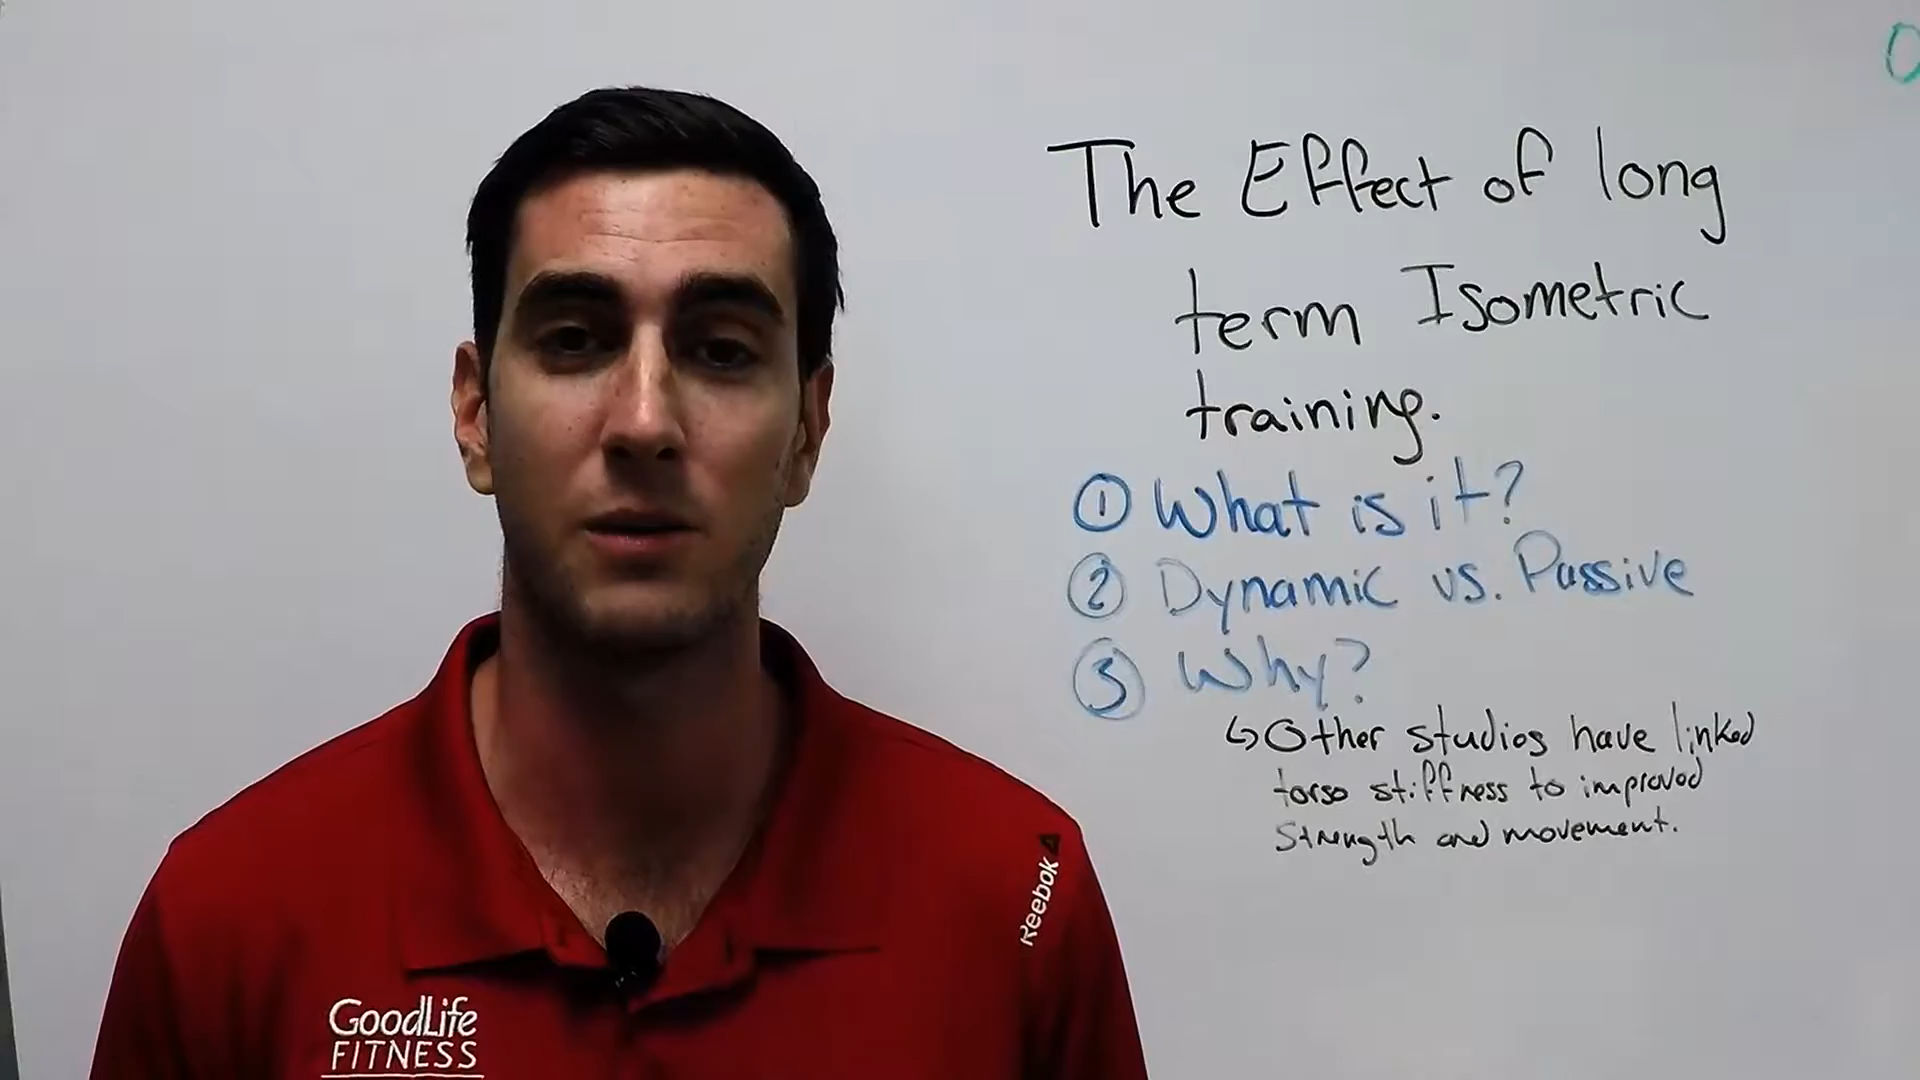 The Effect of long
term Isometric
training.
① What is it?
② Dynamic vs. Passive
③ Why?
↳ Other studios have linked
torso stiffness to improved
strength and movement.
Reebok
GoodLife
FITNESS